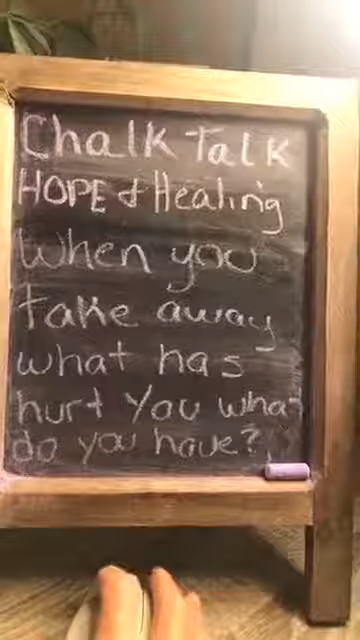 Chalk Talk
HOPE & Healing
When you
take away
what has
hurt You what
do you have?